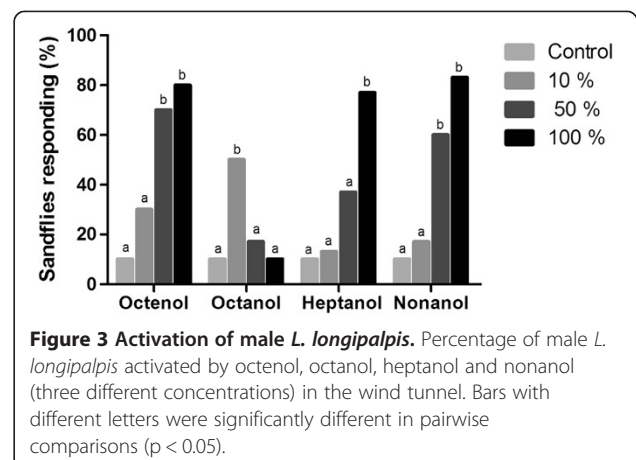 Sandflies responding (%)
100
80
60
40
20
0
a a b b
a b a a
a a a b
a a b b
Octenol Octanol Heptanol Nonanol
Control
10 %
50 %
100 %
Figure 3 Activation of male L. longipalpis. Percentage of male L.
longipalpis activated by octenol, octanol, heptanol and nonanol
(three different concentrations) in the wind tunnel. Bars with
different letters were significantly different in pairwise
comparisons (p < 0.05).